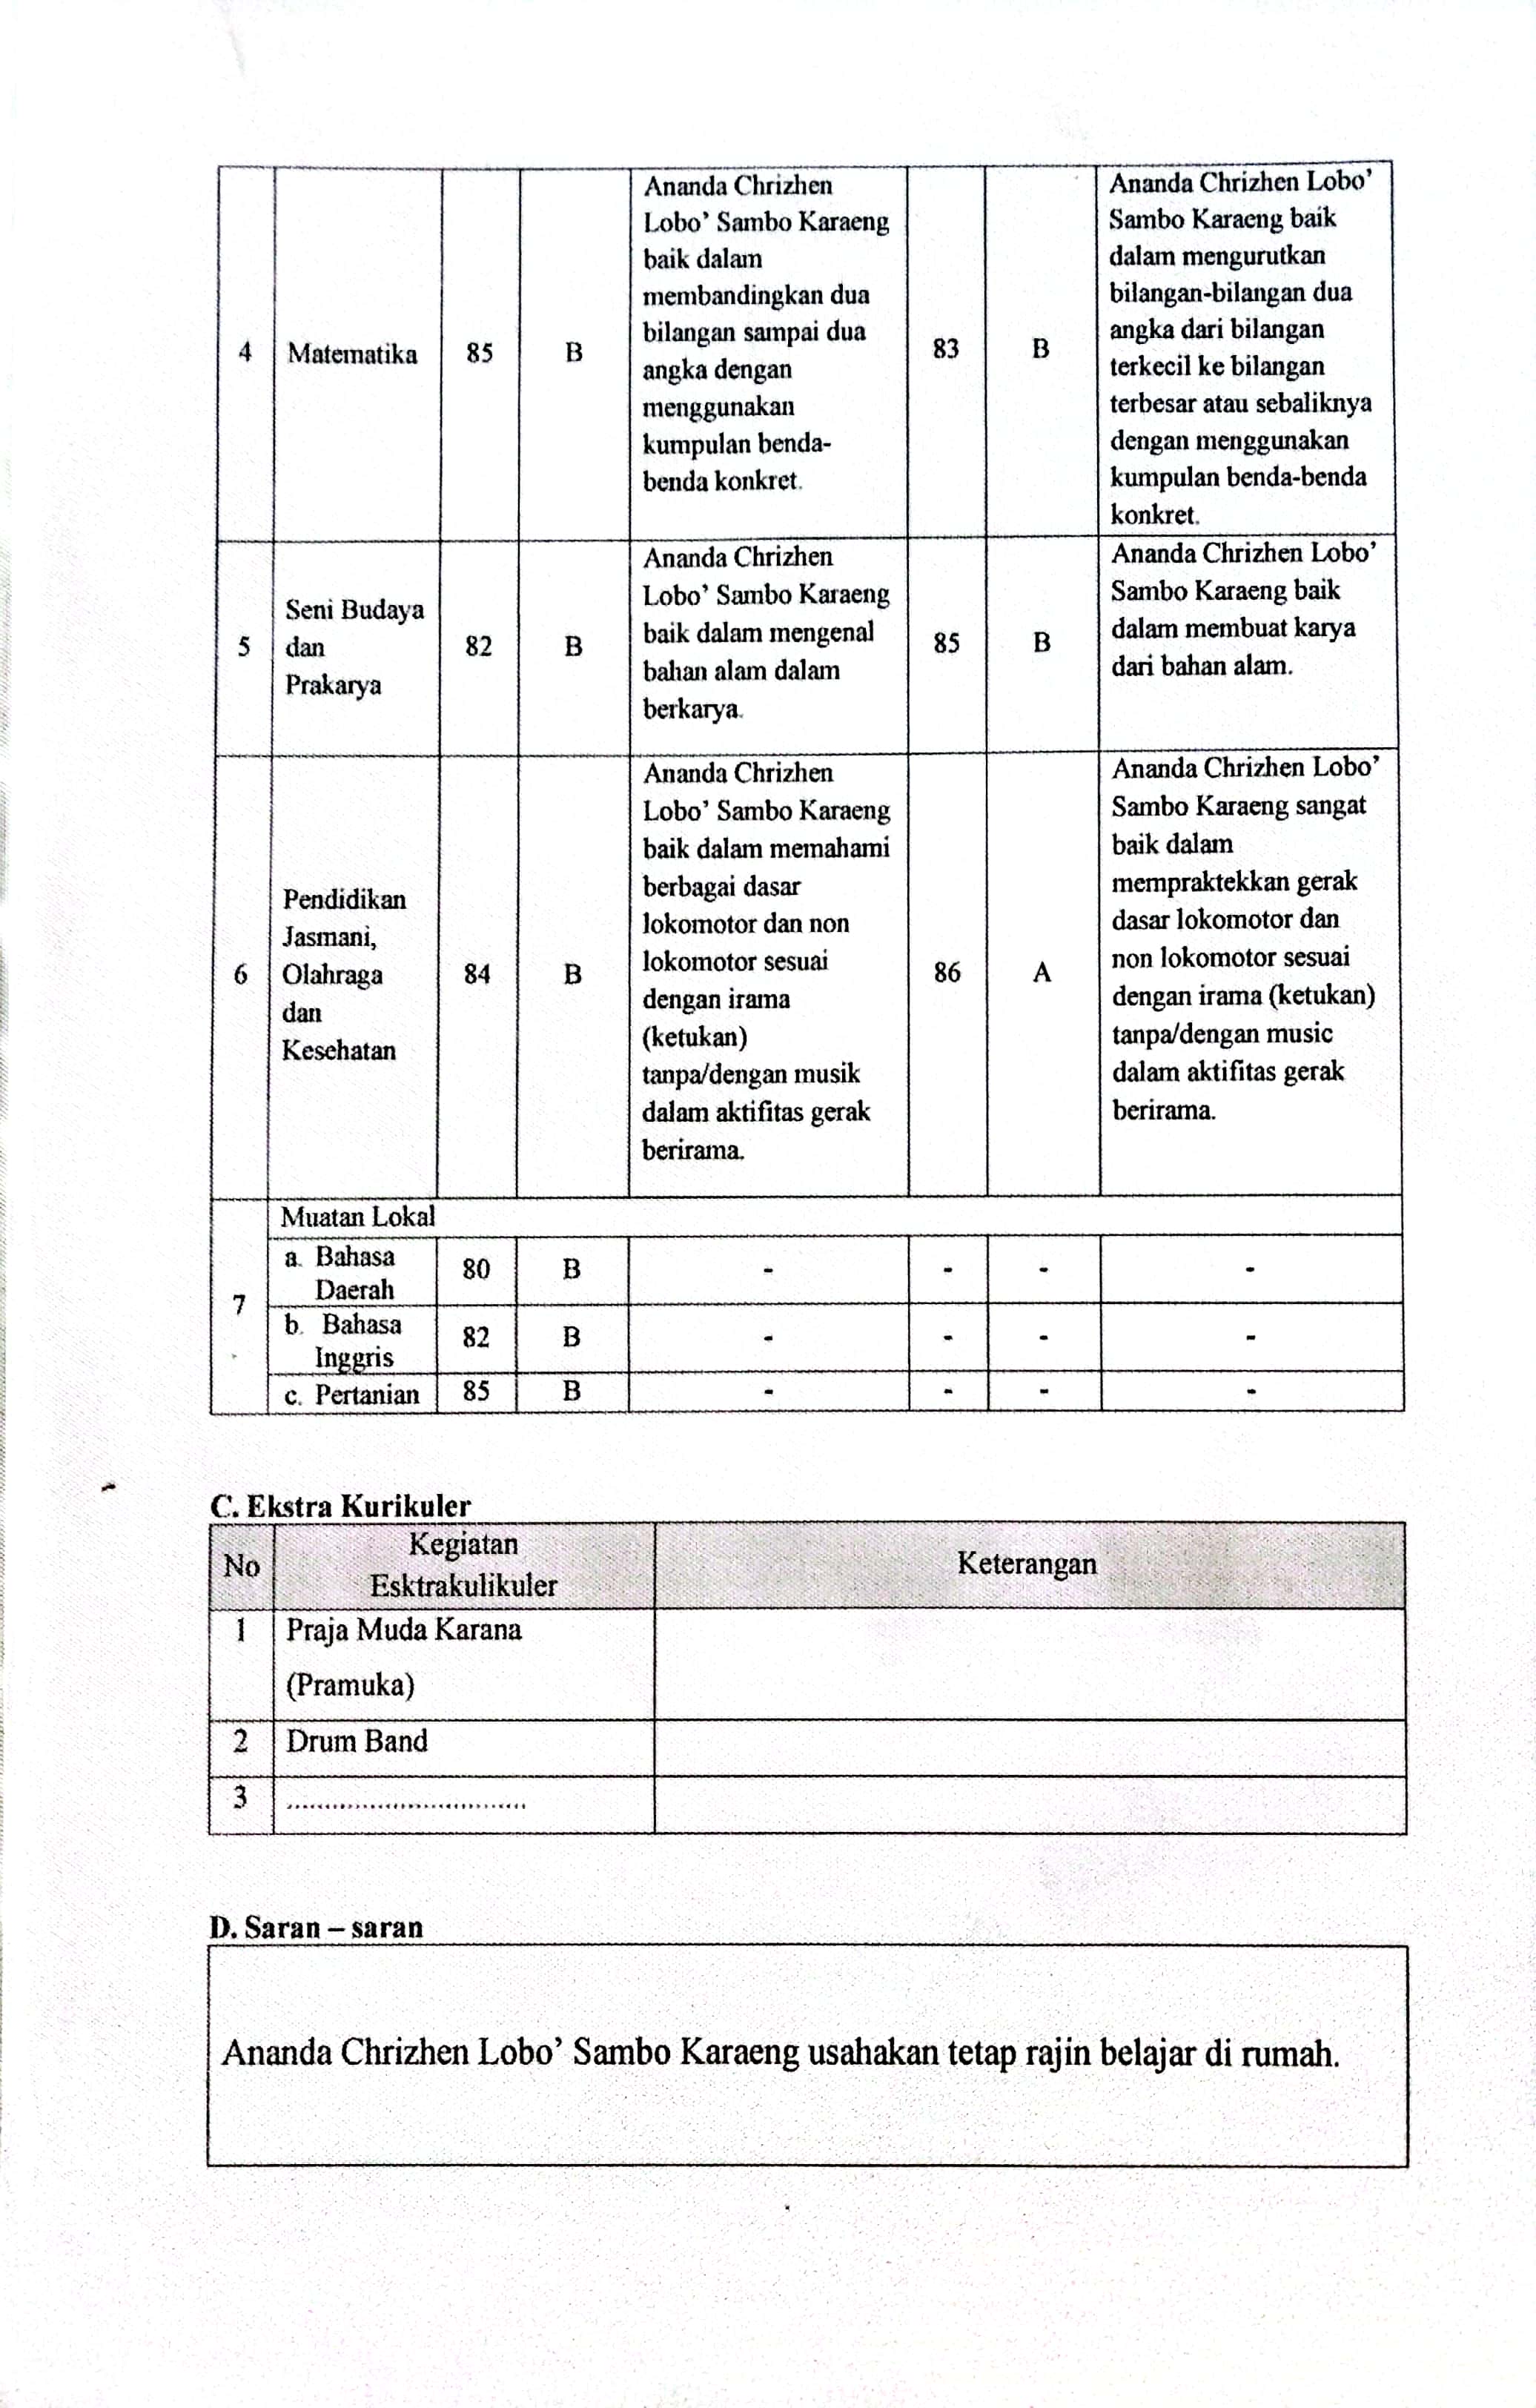 4 Matematika 85 B
Ananda Chrizhen
Lobo’ Sambo Karaeng
baik dalam
membandingkan dua
bilangan sampai dua
angka dengan
menggunakan
kumpulan benda-
benda konkret.
83 B
Ananda Chrizhen Lobo’
Sambo Karaeng baik
dalam mengurutkan
bilangan-bilangan dua
angka dari bilangan
terkecil ke bilangan
terbesar atau sebaliknya
dengan menggunakan
kumpulan benda-benda
konkret.
5
Seni Budaya
dan
Prakarya
82 B
Ananda Chrizhen
Lobo’ Sambo Karaeng
baik dalam mengenal
bahan alam dalam
berkarya.
85 B
Ananda Chrizhen Lobo’
Sambo Karaeng baik
dalam membuat karya
dari bahan alam.
6
Pendidikan
Jasmani,
Olahraga
dan
Kesehatan
84 B
Ananda Chrizhen
Lobo’ Sambo Karaeng
baik dalam memahami
berbagai dasar
lokomotor dan non
lokomotor sesuai
dengan irama
(ketukan)
tanpa/dengan musik
dalam aktifitas gerak
berirama.
86 A
Ananda Chrizhen Lobo’
Sambo Karaeng sangat
baik dalam
mempraktekkan gerak
dasar lokomotor dan
non lokomotor sesuai
dengan irama (ketukan)
tanpa/dengan music
dalam aktifitas gerak
berirama.
7
Muatan Lokal
a. Bahasa
Daerah
80 B - - - -
b. Bahasa
Inggris
82 B - - - -
c. Pertanian 85 B - - - -
C. Ekstra Kurikuler
No
Kegiatan
Esktrakulikuler
Keterangan
1 Praja Muda Karana
(Pramuka)
2 Drum Band
3 ...............................
D. Saran – saran
Ananda Chrizhen Lobo’ Sambo Karaeng usahakan tetap rajin belajar di rumah.